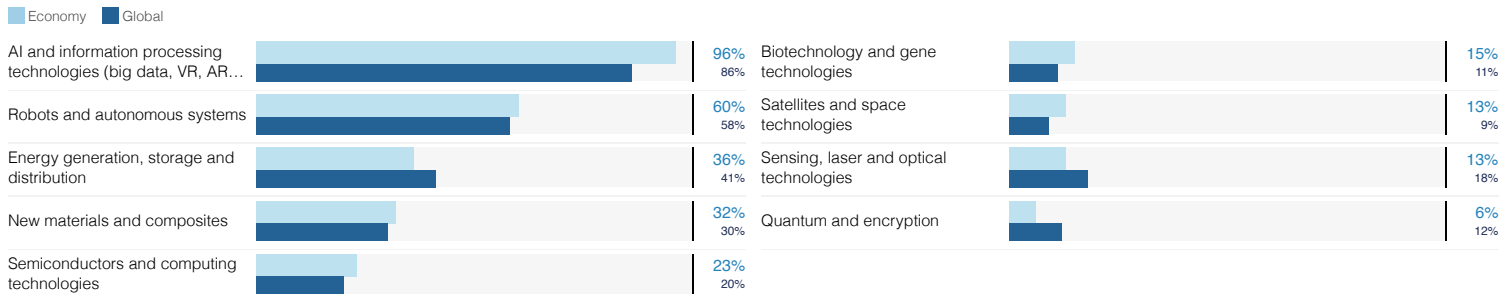 Economy Global
AI and information processing
technologies (big data, VR, AR…
96%
86%
Robots and autonomous systems
60%
58%
Energy generation, storage and
distribution
36%
41%
New materials and composites
32%
30%
Semiconductors and computing
technologies
23%
20%
Biotechnology and gene
technologies
15%
11%
Satellites and space
technologies
13%
9%
Sensing, laser and optical
technologies
13%
18%
Quantum and encryption
6%
12%